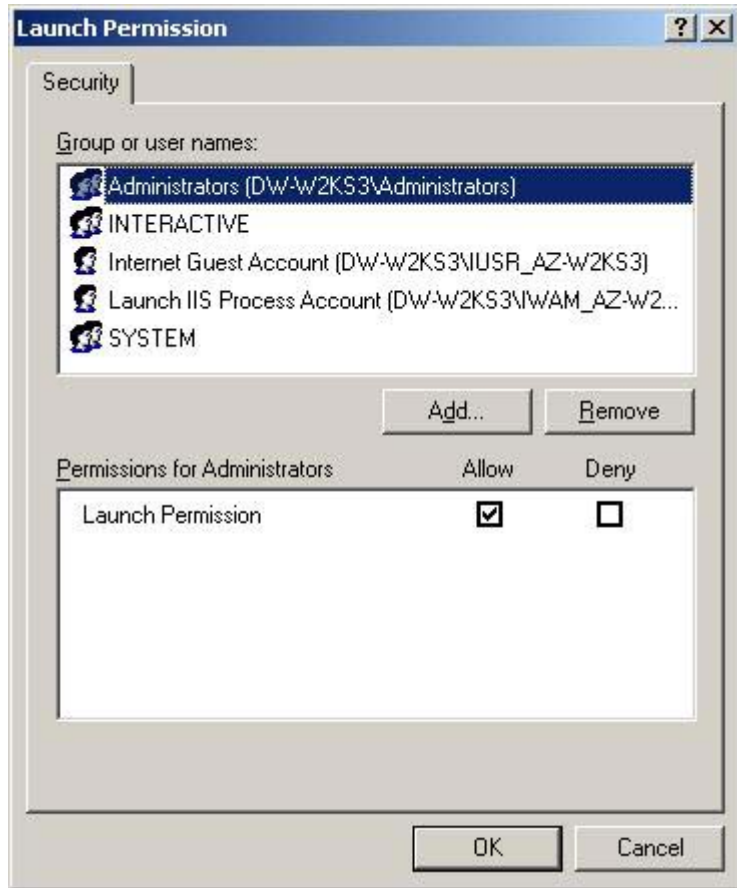 Launch Permission
Security
Group or user names:
Administrators (DW-W2KS3\Administrators)
INTERACTIVE
Internet Guest Account (DW-W2KS3\IUSR_AZ-W2KS3)
Launch IIS Process Account (DW-W2KS3\IWAM_AZ-W2...
SYSTEM
Add... Remove
Permissions for Administrators Allow Deny
Launch Permission
OK Cancel